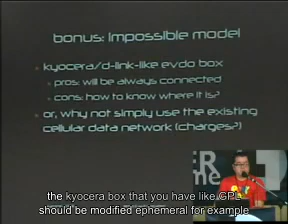 bonus: impossible model
kyocera/d-link-like evdo box
pros: will be always connected
cons: how to know where it is?
or, why not simply use the existing
cellular data network (charges?)
the kyocera box that you have like GPL
should be modified ephemeral for example